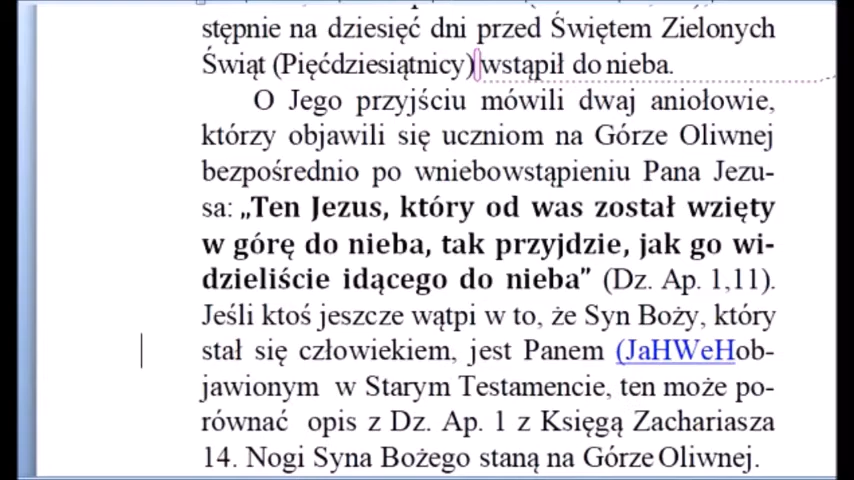 stępnie na dziesięć dni przed Świętem Zielonych
Świąt (Pięćdziesiątnicy) wstąpił do nieba.
O Jego przyjściu mówili dwaj aniołowie,
którzy objawili się uczniom na Górze Oliwnej
bezpośrednio po wniebowstąpieniu Pana Jezu-
sa: „Ten Jezus, który od was został wzięty
w górę do nieba, tak przyjdzie, jak go wi-
dzieliście idącego do nieba” (Dz. Ap. 1,11).
Jeśli ktoś jeszcze wątpi w to, że Syn Boży, który
stał się człowiekiem, jest Panem (JaHWeHob-
jawionym w Starym Testamencie, ten może po-
równać opis z Dz. Ap. 1 z Księgą Zachariasza
14. Nogi Syna Bożego staną na Górze Oliwnej.